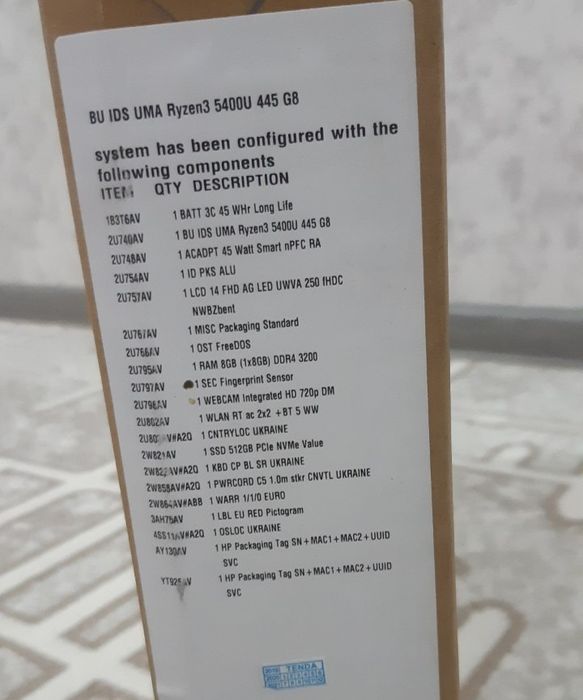 BU IDS UMA Ryzen3 5400U 445 G8
system has been configured with the
following components
ITEM QTY DESCRIPTION
1B3T6AV 1 BATT 3C 45 WHr Long Life
2U740AV 1 BU IDS UMA Ryzen3 5400U 445 G8
2U748AV 1 ACADPT 45 Watt Smart nPFC RA
2U754AV 1 ID PKS ALU
2U757AV 1 LCD 14 FHD AG LED UWVA 250 fHDC
NWBZbent
2U767AV 1 MISC Packaging Standard
2U766AV 1 OST FreeDOS
2U795AV 1 RAM 8GB (1x8GB) DDR4 3200
2U797AV 1 SEC Fingerprint Sensor
2U798AV 1 WEBCAM Integrated HD 720p DM
2U802AV 1 WLAN RT ac 2x2 +BT 5 WW
1 CNTRYLOC UKRAINE
2W821AV 1 SSD 512GB PCIe NVMe Value
1 KBD CP BL SR UKRAINE
2W858AV#A2Q 1 PWRCORD C5 1.0m stkr CNVTL UKRAINE
1 WARR 1/1/0 EURO
3AH75AV 1 LBL EU RED Pictogram
1 OSLOC UKRAINE
AY130AV 1 HP Packaging Tag SN+MAC1+MAC2+UUID
SVC
1 HP Packaging Tag SN+MAC1+MAC2+UUID
SVC
TENDA